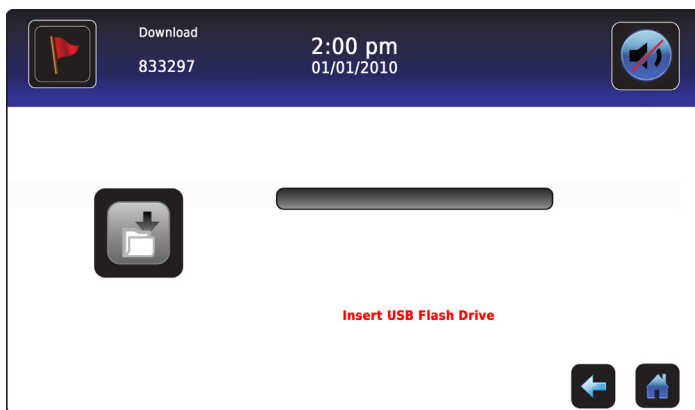 Download
833297
2:00 pm
01/01/2010
Insert USB Flash Drive